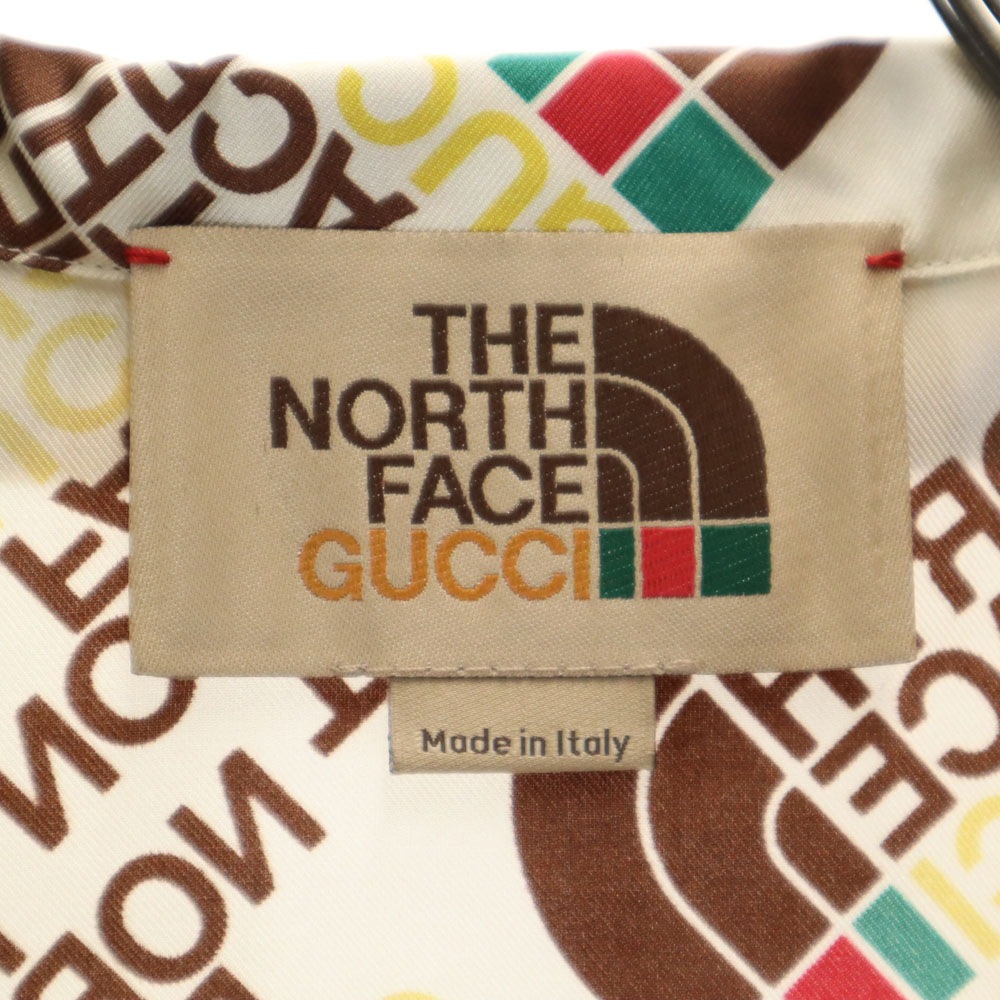 THE
NORTH
FACE
GUCCI
Made in Italy